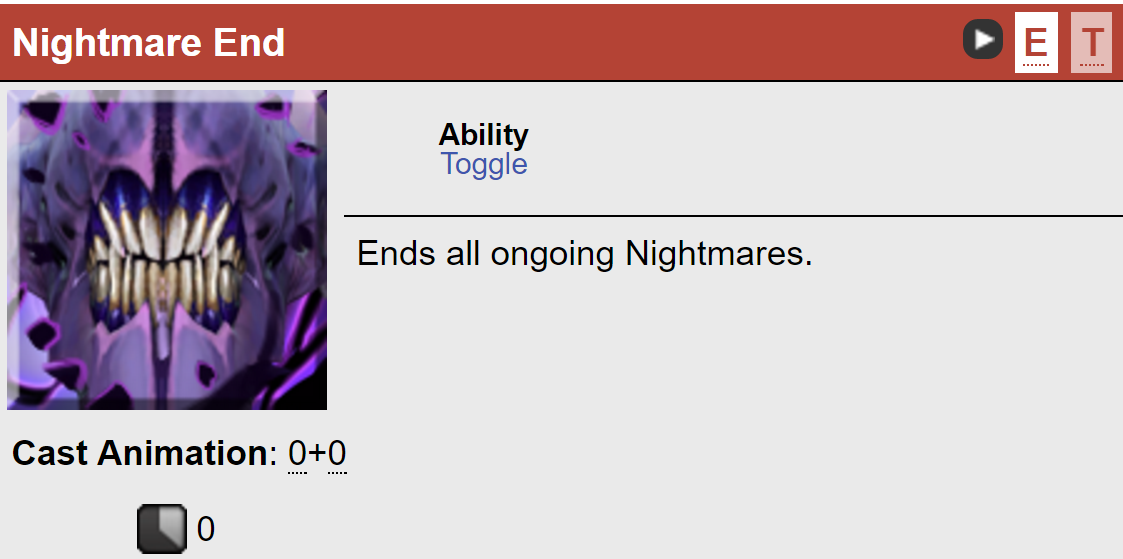 Nightmare End E T
Ability
Toggle
Ends all ongoing Nightmares.
Cast Animation: 0+0
0